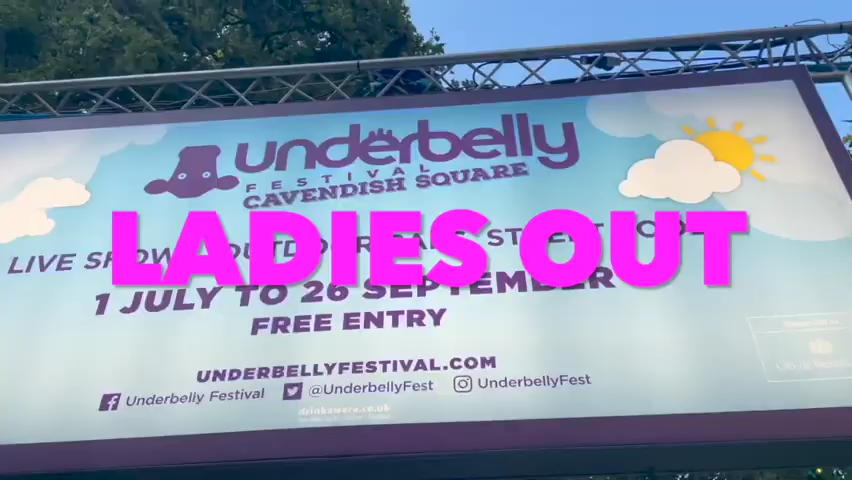 underbelly
FESTIVAL
CAVENDISH SQUARE
LADIES OUT
LIVE
1 JULY TO 26 SEPTEMBER
FREE ENTRY
UNDERBELLYFESTIVAL.COM
Underbelly Festival @UnderbellyFest UnderbellyFest
drinkaware.co.uk